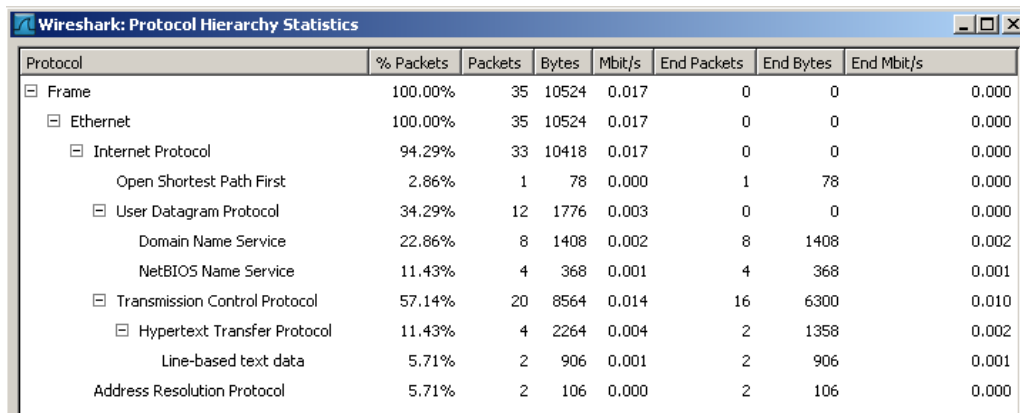 Wireshark: Protocol Hierarchy Statistics
Protocol % Packets Packets Bytes Mbit/s End Packets End Bytes End Mbit/s
Frame 100.00% 35 10524 0.017 0 0 0.000
Ethernet 100.00% 35 10524 0.017 0 0 0.000
Internet Protocol 94.29% 33 10418 0.017 0 0 0.000
Open Shortest Path First 2.86% 1 78 0.000 1 78 0.000
User Datagram Protocol 34.29% 12 1776 0.003 0 0 0.000
Domain Name Service 22.86% 8 1408 0.002 8 1408 0.002
NetBIOS Name Service 11.43% 4 368 0.001 4 368 0.001
Transmission Control Protocol 57.14% 20 8564 0.014 16 6300 0.010
Hypertext Transfer Protocol 11.43% 4 2264 0.004 2 1358 0.002
Line-based text data 5.71% 2 906 0.001 2 906 0.001
Address Resolution Protocol 5.71% 2 106 0.000 2 106 0.000